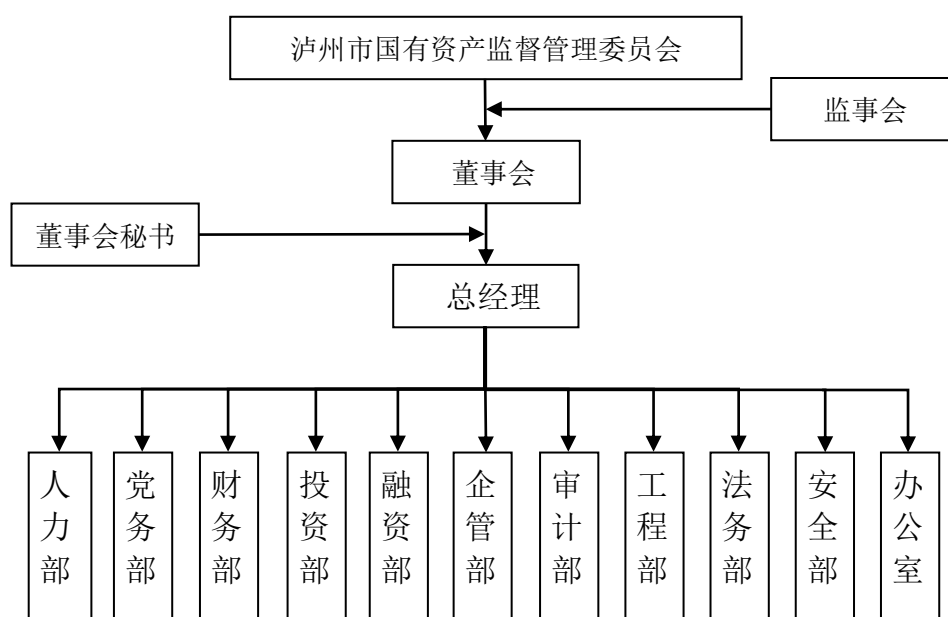 泸州市国有资产监督管理委员会
监事会
董事会
董事会秘书
总经理
人力部
党务部
财务部
投资部
融资部
企管部
审计部
工程部
法务部
安全部
办公室